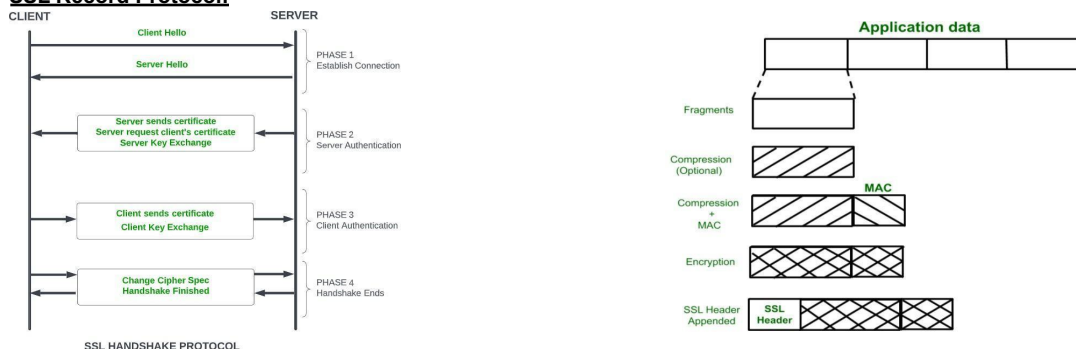 SSL Record Protocol:
CLIENT
SERVER
Client Hello
Server Hello
PHASE 1
Establish Connection
Server sends certificate
Server request client's certificate
Server Key Exchange
PHASE 2
Server Authentication
Client sends certificate
Client Key Exchange
PHASE 3
Client Authentication
Change Cipher Spec
Handshake Finished
PHASE 4
Handshake Ends
SSL HANDSHAKE PROTOCOL
Application data
Fragments
Compression
(Optional)
MAC
Compression
+
MAC
Encryption
SSL Header
Appended
SSL
Header